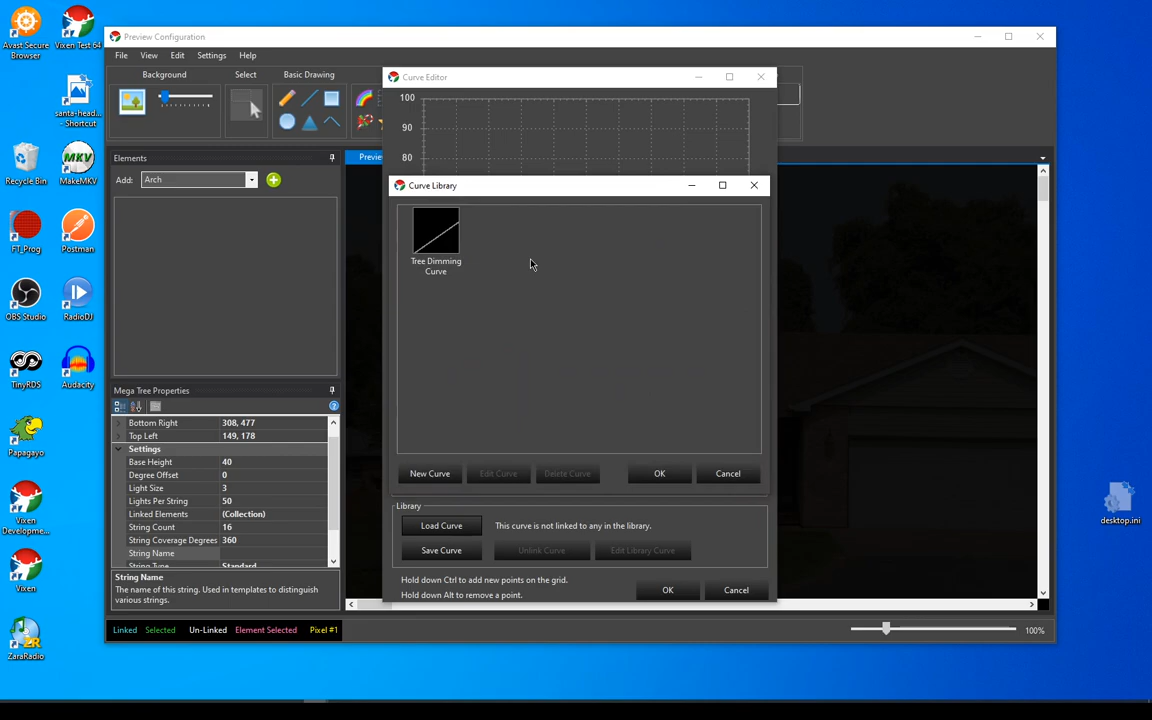 Avast Secure
Browser
Vixen Test 64
santa-head...
- Shortcut
Recycle Bin
MakeMKV
FT_Prog
Postman
OBS Studio
RadioDJ
TinyRDS
Audacity
Papagayo
Vixen
Developme...
Vixen
ZaraRadio
desktop.ini
Preview Configuration
File View Edit Settings Help
Background
Select
Basic Drawing
Elements
Add: Arch
Previe
Mega Tree Properties
Bottom Right 308, 477
Top Left 149, 178
Settings
Base Height 40
Degree Offset 0
Light Size 3
Lights Per String 50
Linked Elements (Collection)
String Count 16
String Coverage Degrees 360
String Name
String Type Standard
String Name
The name of this string. Used in templates to distinguish
various strings.
Linked Selected Un-Linked Element Selected Pixel #1
100%
Curve Editor
100
90
80
Curve Library
Tree Dimming
Curve
New Curve Edit Curve Delete Curve OK Cancel
Library
Load Curve This curve is not linked to any in the library.
Save Curve Unlink Curve Edit Library Curve
Hold down Ctrl to add new points on the grid.
Hold down Alt to remove a point.
OK Cancel